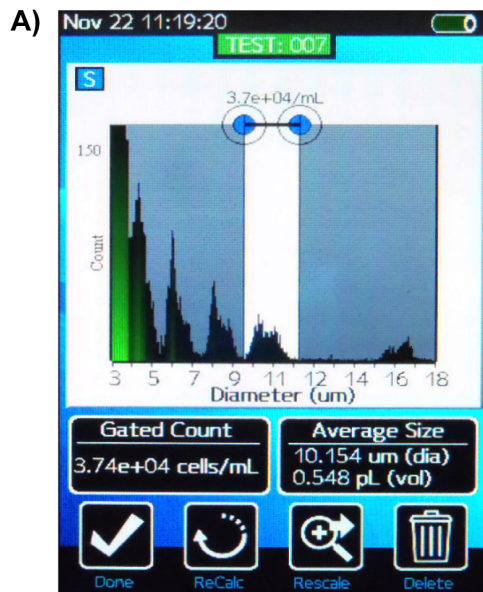 A)
Nov 22 11:19:20
TEST: 007
S
3.7e+04/mL
150
Count
3 5 7 9 11 12 14 16 18
Diameter (um)
Gated Count
3.74e+04 cells/mL
Average Size
10.154 um (dia)
0.548 pL (vol)
Done ReCalc Rescale Delete